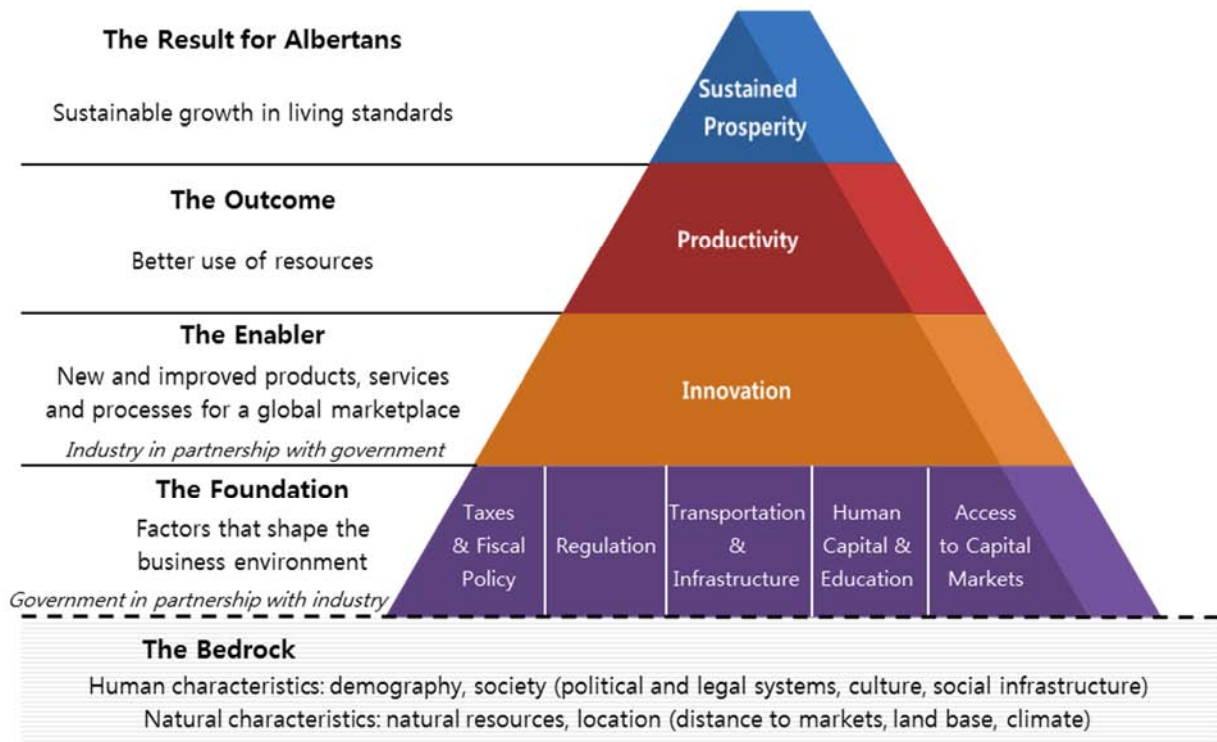 The Result for Albertans
Sustainable growth in living standards
Sustained
Prosperity
The Outcome
Better use of resources
Productivity
The Enabler
New and improved products, services
and processes for a global marketplace
Industry in partnership with government
Innovation
The Foundation
Factors that shape the
business environment
Government in partnership with industry
Taxes
& Fiscal
Policy
Regulation
Transportation
&
Infrastructure
Human
Capital &
Education
Access
to Capital
Markets
The Bedrock
Human characteristics: demography, society (political and legal systems, culture, social infrastructure)
Natural characteristics: natural resources, location (distance to markets, land base, climate)